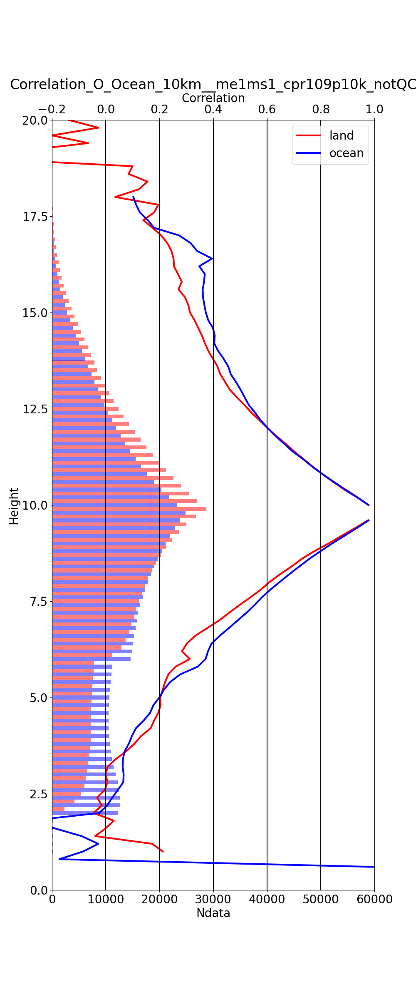 Correlation_O_Ocean_10km__me1ms1_cpr109p10k_notQC
Correlation
−0.2 0.0 0.2 0.4 0.6 0.8 1.0
land
ocean
20.0
17.5
15.0
12.5
10.0
7.5
5.0
2.5
0.0
Height
0 10000 20000 30000 40000 50000 60000
Ndata